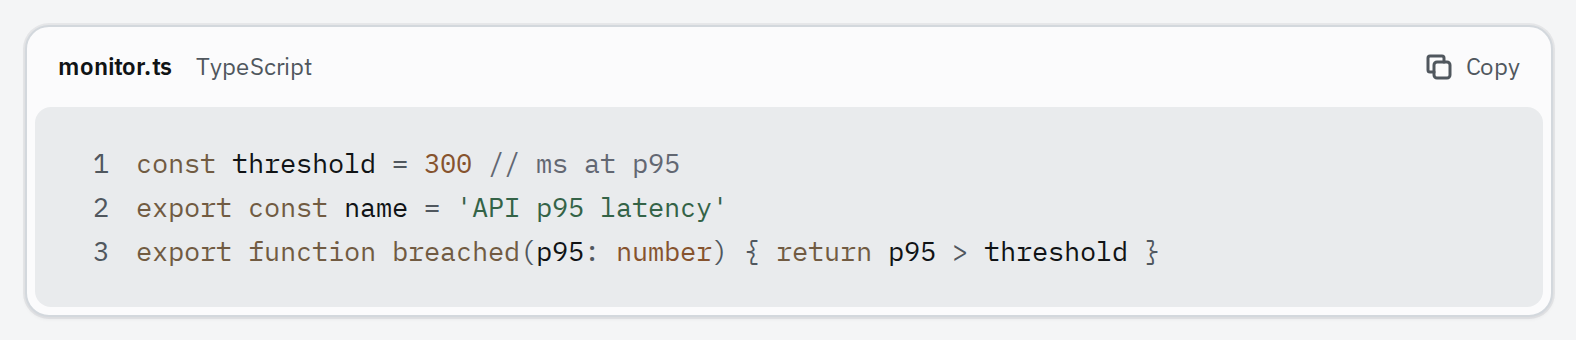 monitor.ts TypeScript Copy
1 const threshold = 300 // ms at p95
2 export const name = 'API p95 latency'
3 export function breached(p95: number) { return p95 > threshold }